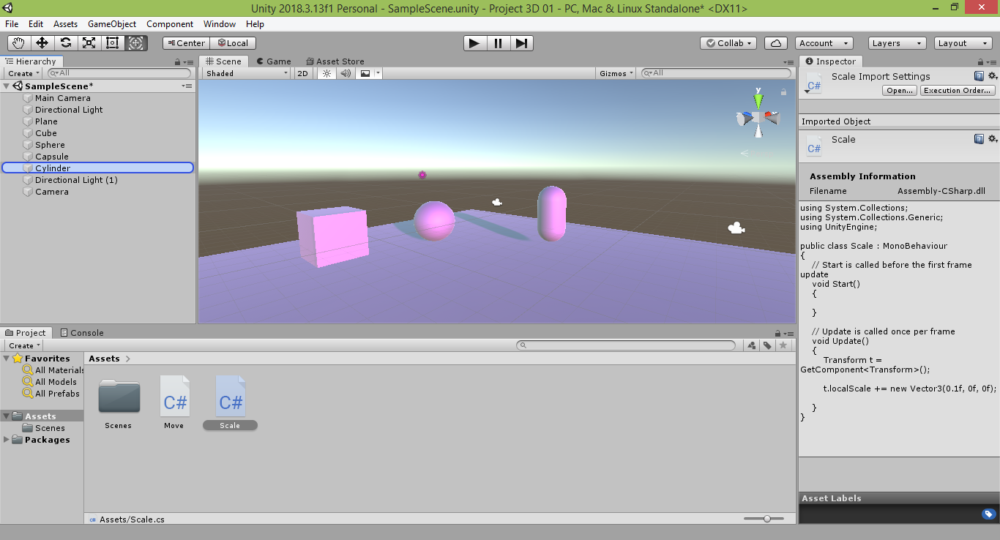 Unity 2018.3.13f1 Personal - SampleScene.unity - Project 3D 01 - PC, Mac & Linux Standalone* <DX11>
File Edit Assets GameObject Component Window Help
Center Local Collab Account Layers Layout
Hierarchy
Create All
SampleScene*
Main Camera
Directional Light
Plane
Cube
Sphere
Capsule
Cylinder
Directional Light (1)
Camera
Scene Game Asset Store
Shaded 2D Gizmos All
y
Inspector
Scale Import Settings
C#
Open... Execution Order...
Imported Object
Scale
C#
Assembly Information
Filename Assembly-CSharp.dll
using System.Collections;
using System.Collections.Generic;
using UnityEngine;
public class Scale : MonoBehaviour
{
// Start is called before the first frame
update
void Start()
{
}
// Update is called once per frame
void Update()
{
Transform t =
GetComponent<Transform>();
t.localScale += new Vector3(0.1f, 0f, 0f);
}
}
Asset Labels
Project Console
Create
Favorites
All Materials
All Models
All Prefabs
Assets
Scenes
Packages
Assets
C# C#
Scenes Move Scale
C# Assets/Scale.cs